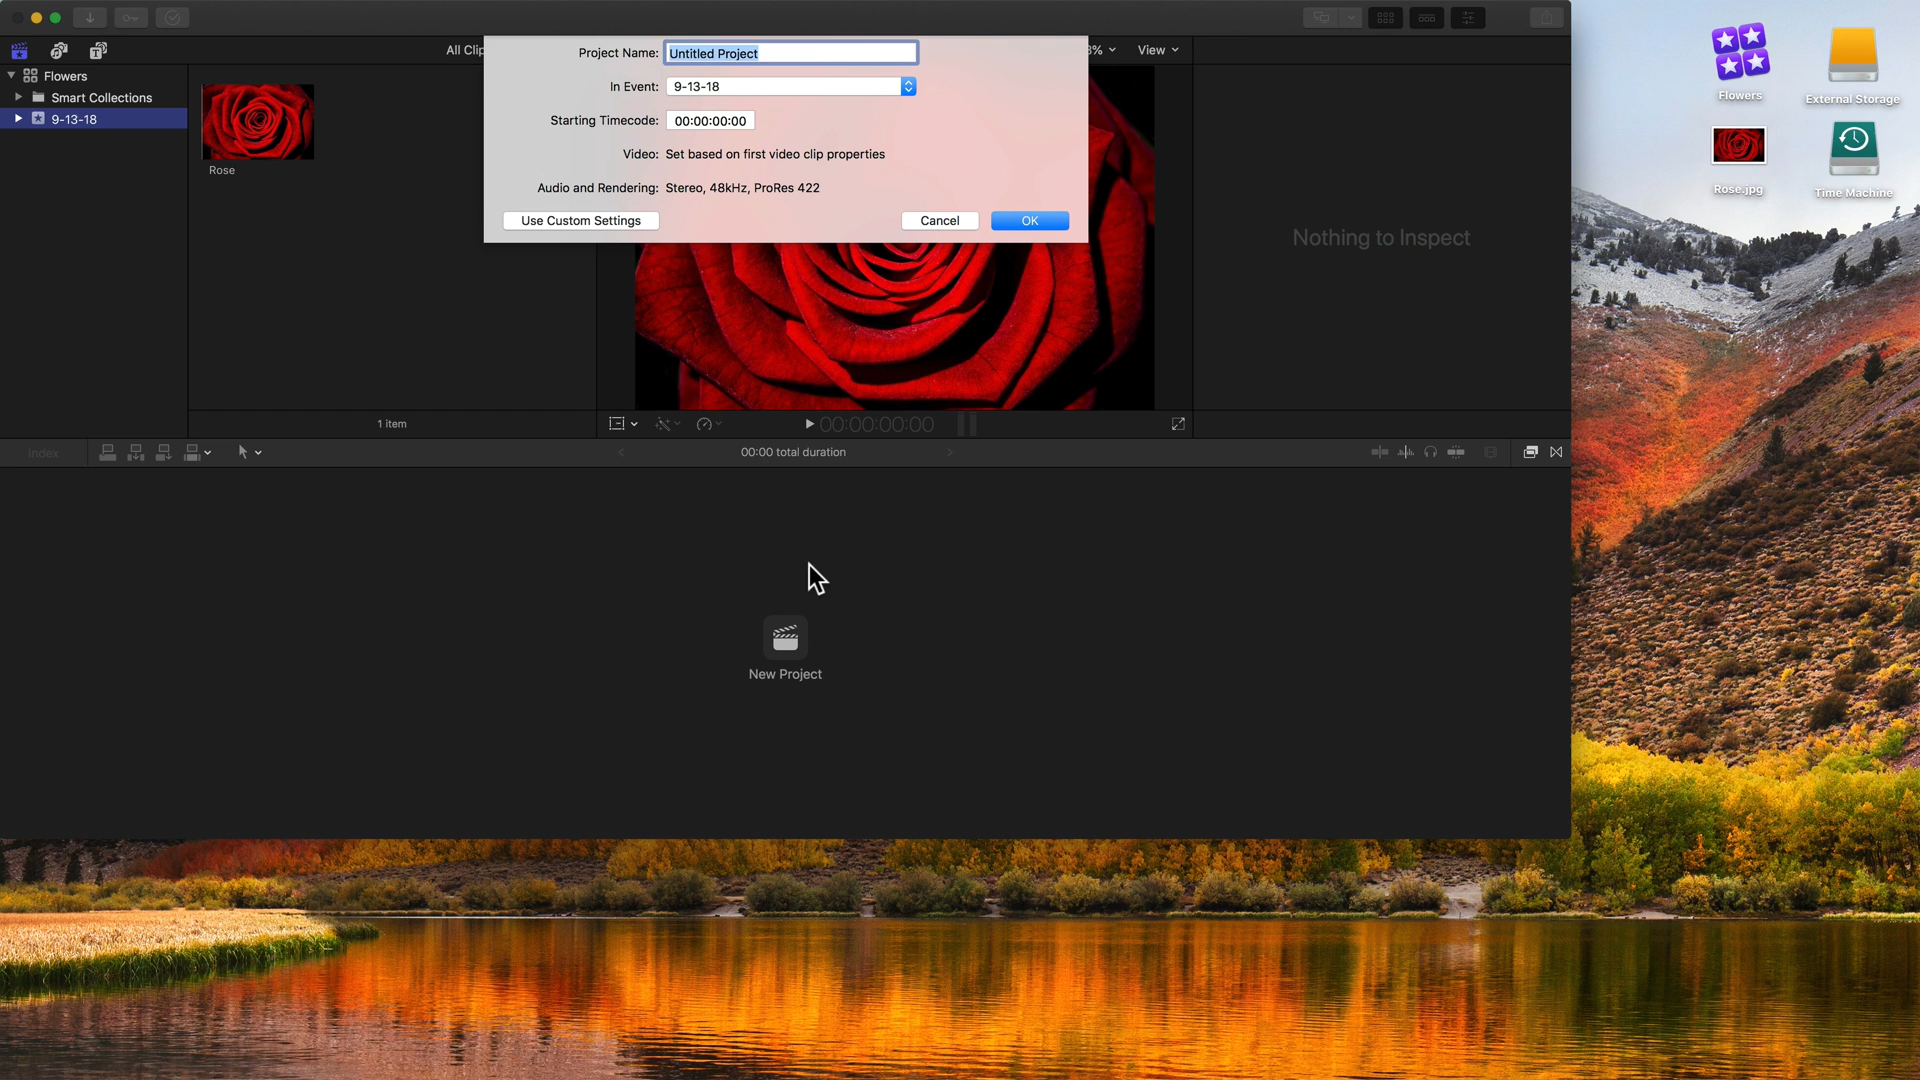 All Clip
3%
View
Flowers
Smart Collections
9-13-18
Rose
Project Name: Untitled Project
In Event: 9-13-18
Starting Timecode: 00:00:00:00
Video: Set based on first video clip properties
Audio and Rendering: Stereo, 48kHz, ProRes 422
Use Custom Settings
Cancel
OK
Nothing to Inspect
1 item
00:00:00:00
Index
00:00 total duration
New Project
Flowers
External Storage
Rose.jpg
Time Machine